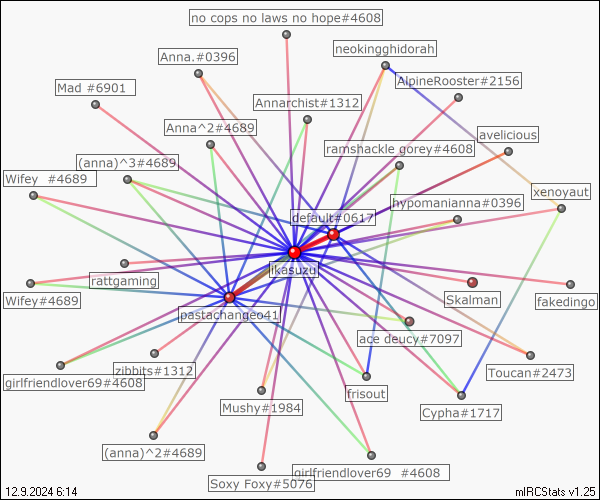 no cops no laws no hope#4608
neokingghidorah
Anna.#0396
AlpineRooster#2156
Mad #6901
Annarchist#1312
Anna^2#4689
avelicious
ramshackle gorey#4608
(anna)^3#4689
Wifey #4689
xenoyaut
hypomanianna#0396
default#0617
ikasuzu
rattgaming
Wifey#4689
Skalman
fakedingo
pastachangeo41
ace deucy#7097
zibbits#1312
girlfriendlover69#4608
Toucan#2473
frisout
Mushy#1984
Cypha#1717
(anna)^2#4689
girlfriendlover69 #4608
Soxy Foxy#5076
12.9.2024 6:14
mIRCStats v1.25